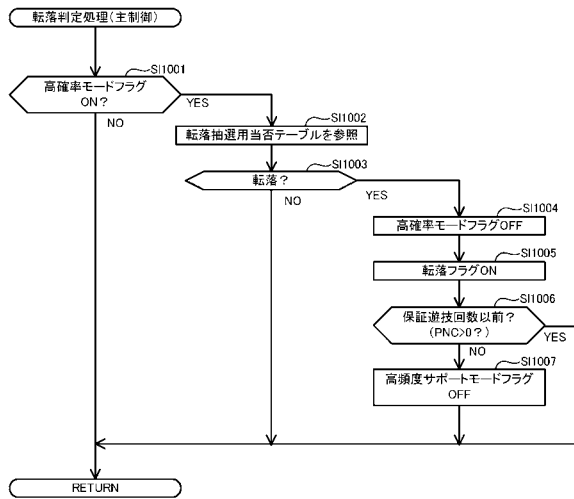 転落判定処理(主制御)
SI1001
高確率モードフラグ
ON?
YES
NO
SI1002
転落抽選用当否テーブルを参照
SI1003
転落?
YES
NO
SI1004
高確率モードフラグOFF
SI1005
転落フラグON
SI1006
保証遊技回数以前?
(PNC>0?)
YES
NO
SI1007
高頻度サポートモードフラグ
OFF
RETURN